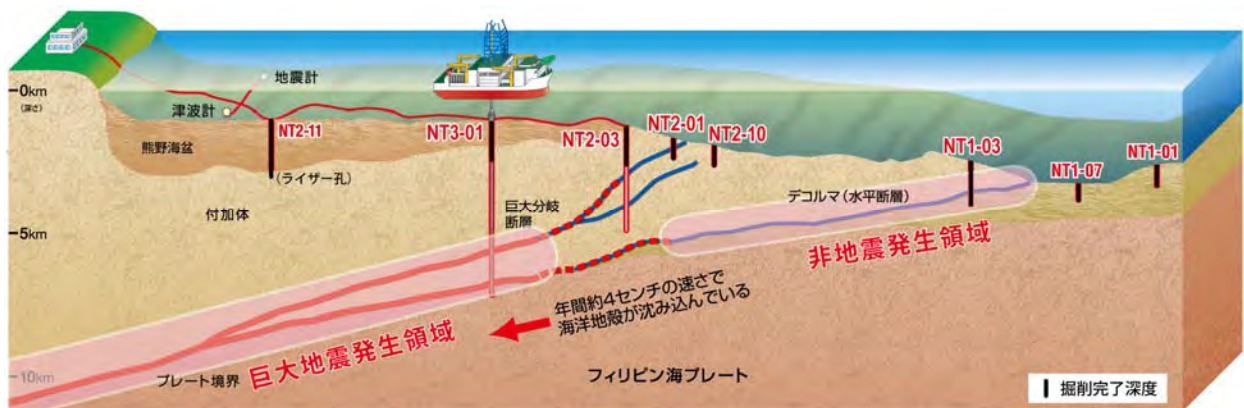 0km
(深さ)
5km
10km
地震計
津波計
NT2-11
熊野海盆
(ライザー孔)
付加体
NT3-01
NT2-03
NT2-01
NT2-10
NT1-03
NT1-07
NT1-01
巨大分岐
断層
デコルマ(水平断層)
非地震発生領域
年間約4センチの速さで
海洋地殻が沈み込んでいる
巨大地震発生領域
プレート境界
フィリピン海プレート
掘削完了深度